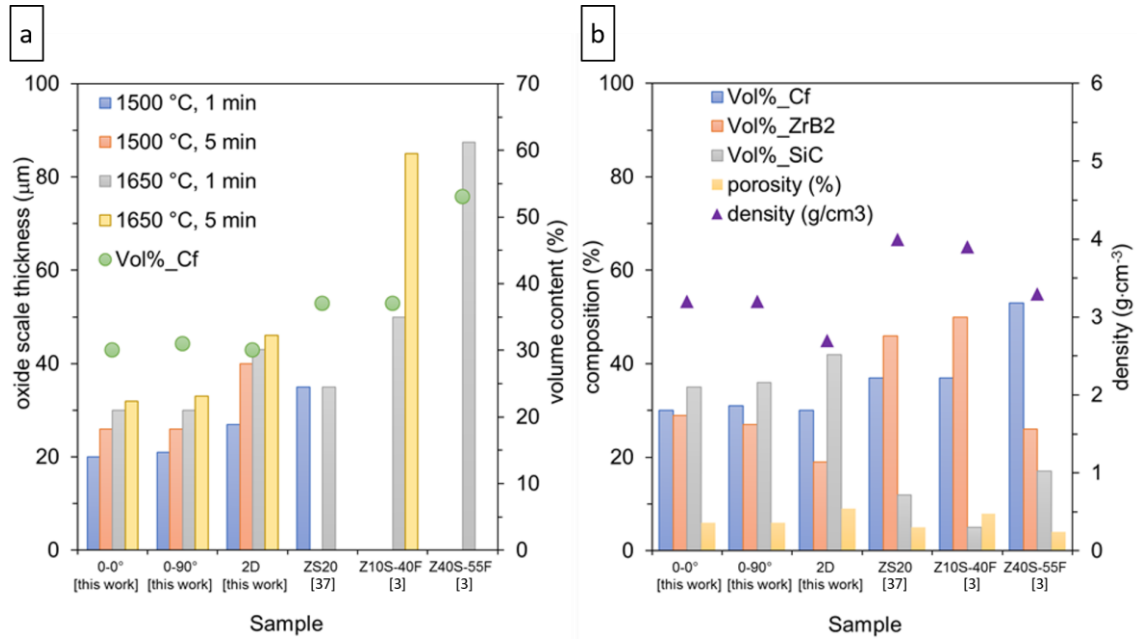 a
100
80
60
40
20
0
oxide scale thickness (μm)
1500 °C, 1 min
1500 °C, 5 min
1650 °C, 1 min
1650 °C, 5 min
Vol%_Cf
70
60
50
40
30
20
10
0
volume content (%)
0-0° 0-90° 2D ZS20 Z10S-40F Z40S-55F
[this work] [this work] [this work] [37] [3] [3]
Sample
b
100
80
60
40
20
0
composition (%)
Vol%_Cf
Vol%_ZrB2
Vol%_SiC
porosity (%)
density (g/cm3)
6
5
4
3
2
1
0
density (g·cm⁻³)
0-0° 0-90° 2D ZS20 Z10S-40F Z40S-55F
[this work] [this work] [this work] [37] [3] [3]
Sample